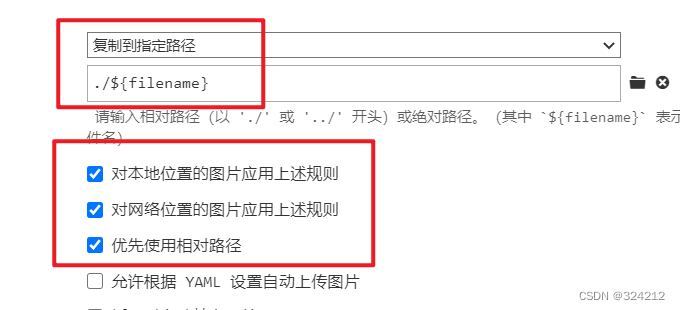 复制到指定路径
./${filename}
请输入相对路径（以 './' 或 '../' 开头）或绝对路径。（其中 `${filename}` 表示
件名）
对本地位置的图片应用上述规则
对网络位置的图片应用上述规则
优先使用相对路径
允许根据 YAML 设置自动上传图片
CSDN @324212